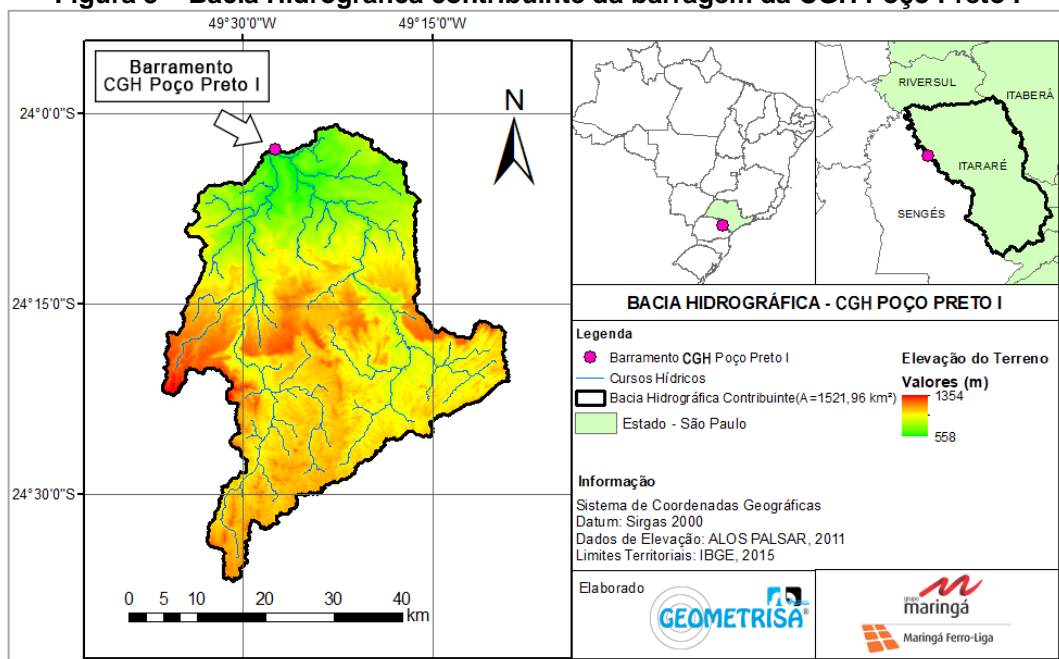 Bacia Hidrográfica contribuinte da barragem da CGH Poço Preto I
49°30'0"W
49°15'0"W
Barramento
CGH Poço Preto I
N
24°0'0"S
24°15'0"S
24°30'0"S
0 5 10 20 30 40
km
RIVERSUL
ITABERÁ
ITARARÉ
SENGÉS
BACIA HIDROGRÁFICA - CGH POÇO PRETO I
Legenda
Barramento CGH Poço Preto I
Cursos Hídricos
Bacia Hidrográfica Contribuinte(A=1521,96 km²)
Estado - São Paulo
Elevação do Terreno
Valores (m)
1354
558
Informação
Sistema de Coordenadas Geográficas
Datum: Sirgas 2000
Dados de Elevação: ALOS PALSAR, 2011
Limites Territoriais: IBGE, 2015
Elaborado
GEOMETRISA®
grupo
maringá
Maringá Ferro-Liga